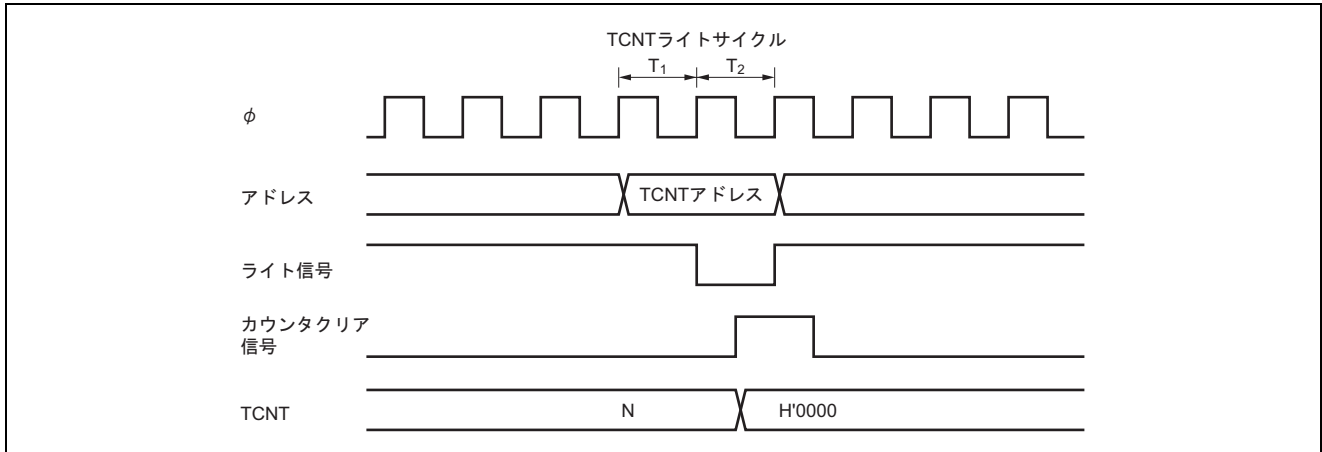 TCNTライトサイクル
T1 T2
φ
アドレス
TCNTアドレス
ライト信号
カウンタクリア
信号
TCNT
N
H'0000